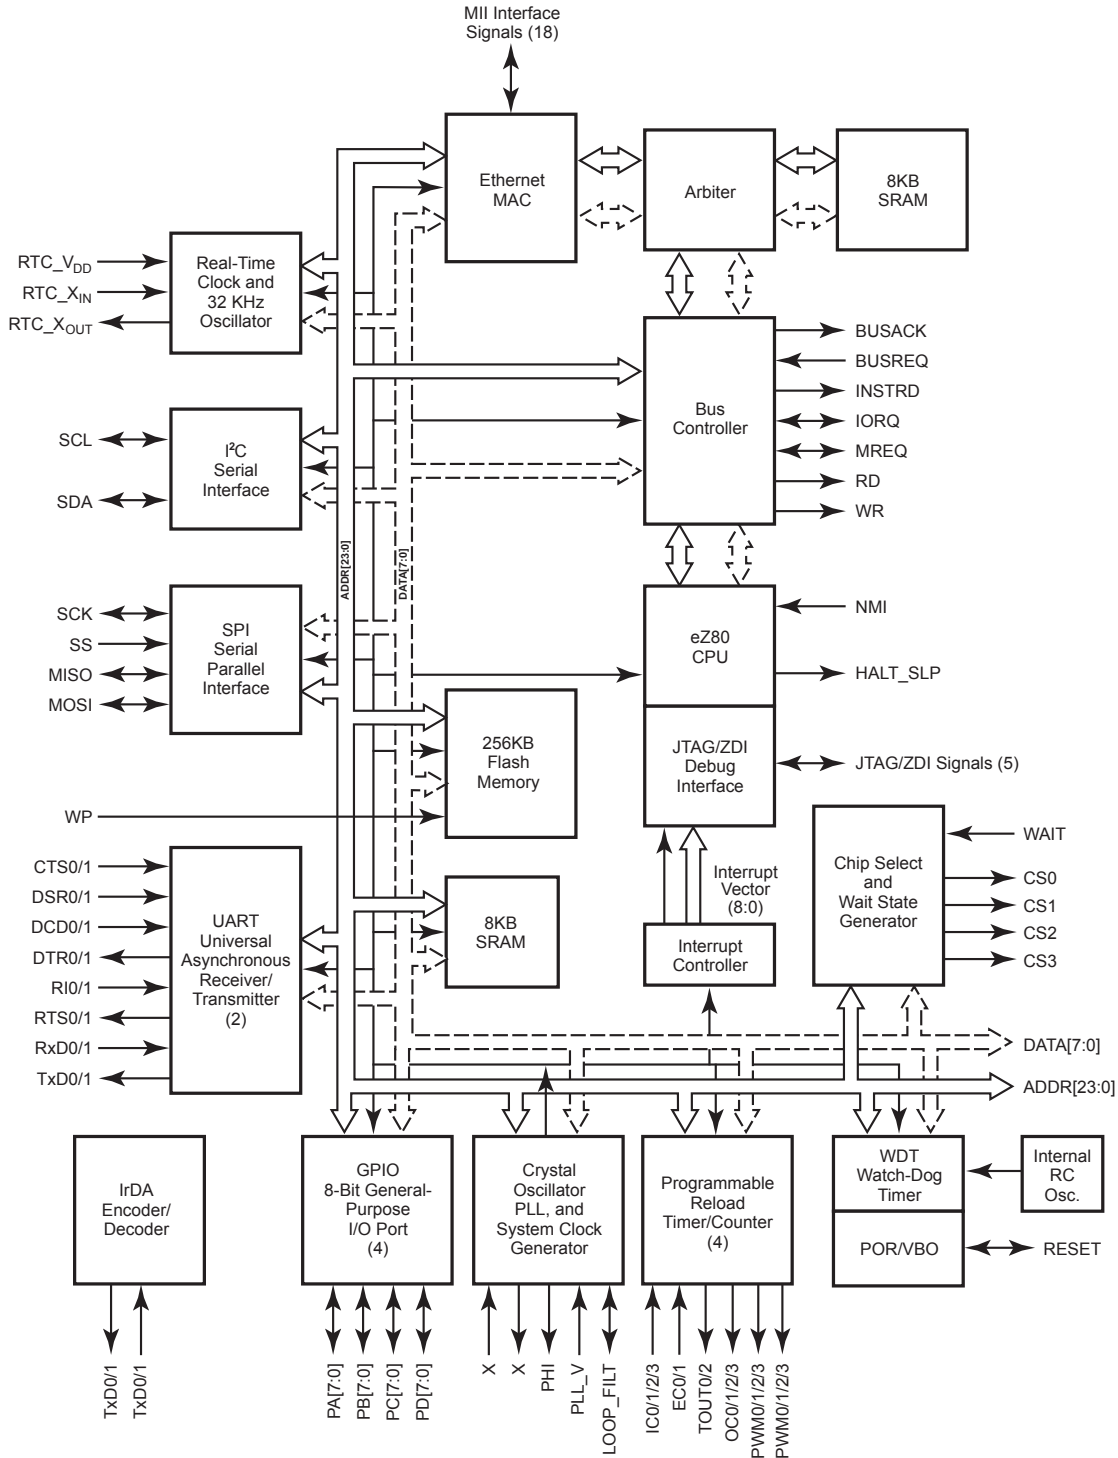 MII Interface
Signals (18)
Ethernet
MAC
Arbiter
8KB
SRAM
RTC_VDD
RTC_XIN
RTC_XOUT
Real-Time
Clock and
32 KHz
Oscillator
Bus
Controller
BUSACK
BUSREQ
INSTRD
IORQ
MREQ
RD
WR
SCL
SDA
I²C
Serial
Interface
ADDR[23:0]
DATA[7:0]
SCK
SS
MISO
MOSI
SPI
Serial
Parallel
Interface
eZ80
CPU
NMI
HALT_SLP
256KB
Flash
Memory
JTAG/ZDI
Debug
Interface
JTAG/ZDI Signals (5)
WP
CTS0/1
DSR0/1
DCD0/1
DTR0/1
RI0/1
RTS0/1
RxD0/1
TxD0/1
UART
Universal
Asynchronous
Receiver/
Transmitter
(2)
8KB
SRAM
Interrupt
Vector
(8:0)
Interrupt
Controller
Chip Select
and
Wait State
Generator
WAIT
CS0
CS1
CS2
CS3
DATA[7:0]
ADDR[23:0]
IrDA
Encoder/
Decoder
GPIO
8-Bit General-
Purpose
I/O Port
(4)
Crystal
Oscillator
PLL, and
System Clock
Generator
Programmable
Reload
Timer/Counter
(4)
WDT
Watch-Dog
Timer
POR/VBO
Internal
RC
Osc.
RESET
TxD0/1
TxD0/1
PA[7:0]
PB[7:0]
PC[7:0]
PD[7:0]
X
X
PHI
PLL_V
LOOP_FILT
IC0/1/2/3
EC0/1
TOUT0/2
OC0/1/2/3
PWM0/1/2/3
PWM0/1/2/3